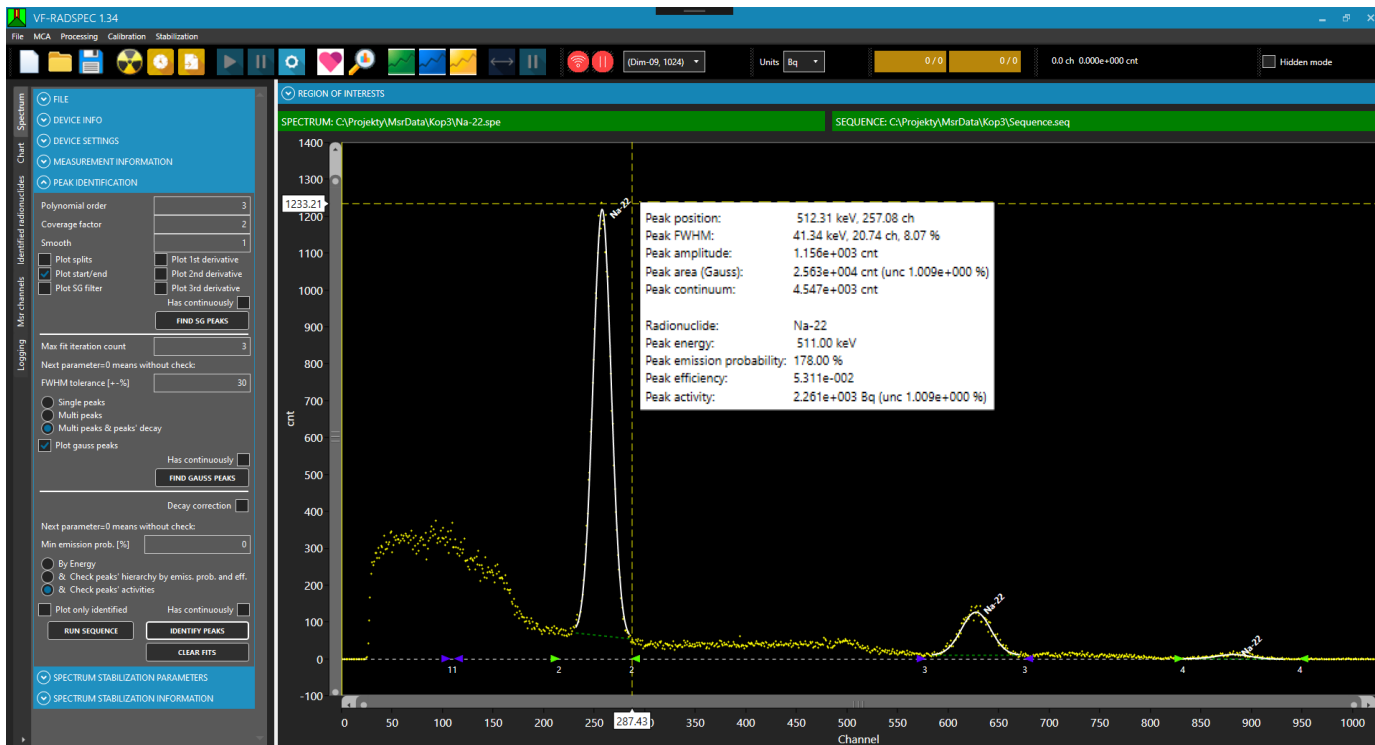 VF-RADSPEC 1.34
File MCA Processing Calibration Stabilization
(Dim-09, 1024) Units Bq 0 / 0 0 / 0 0.0 ch 0.000e+000 cnt Hidden mode
Spectrum
Chart
Identified radionuclides
Msr channels
Logging
FILE
DEVICE INFO
DEVICE SETTINGS
MEASUREMENT INFORMATION
PEAK IDENTIFICATION
Polynomial order 3
Coverage factor 2
Smooth 1
Plot splits Plot 1st derivative
Plot start/end Plot 2nd derivative
Plot SG filter Plot 3rd derivative
Has continuously
FIND SG PEAKS
Max fit iteration count 3
Next parameter=0 means without check:
FWHM tolerance [+-%] 30
Single peaks
Multi peaks
Multi peaks & peaks' decay
Plot gauss peaks
Has continuously
FIND GAUSS PEAKS
Decay correction
Next parameter=0 means without check:
Min emission prob. [%] 0
By Energy
& Check peaks' hierarchy by emiss. prob. and eff.
& Check peaks' activities
Plot only identified Has continuously
RUN SEQUENCE IDENTIFY PEAKS
CLEAR FITS
SPECTRUM STABILIZATION PARAMETERS
SPECTRUM STABILIZATION INFORMATION
REGION OF INTERESTS
SPECTRUM: C:\Projekty\MsrData\Kop3\Na-22.spe SEQUENCE: C:\Projekty\MsrData\Kop3\Sequence.seq
1400
1300
1233.21
1200
1100
1000
900
800
700
600
500
400
300
200
100
0
-100
cnt
Na-22
Peak position: 512.31 keV, 257.08 ch
Peak FWHM: 41.34 keV, 20.74 ch, 8.07 %
Peak amplitude: 1.156e+003 cnt
Peak area (Gauss): 2.563e+004 cnt (unc 1.009e+000 %)
Peak continuum: 4.547e+003 cnt
Radionuclide: Na-22
Peak energy: 511.00 keV
Peak emission probability: 178.00 %
Peak efficiency: 5.311e-002
Peak activity: 2.261e+003 Bq (unc 1.009e+000 %)
Na-22
Na-22
11 2 2 3 3 4 4
0 50 100 150 200 250 287.43 350 400 450 500 550 600 650 700 750 800 850 900 950 1000
Channel